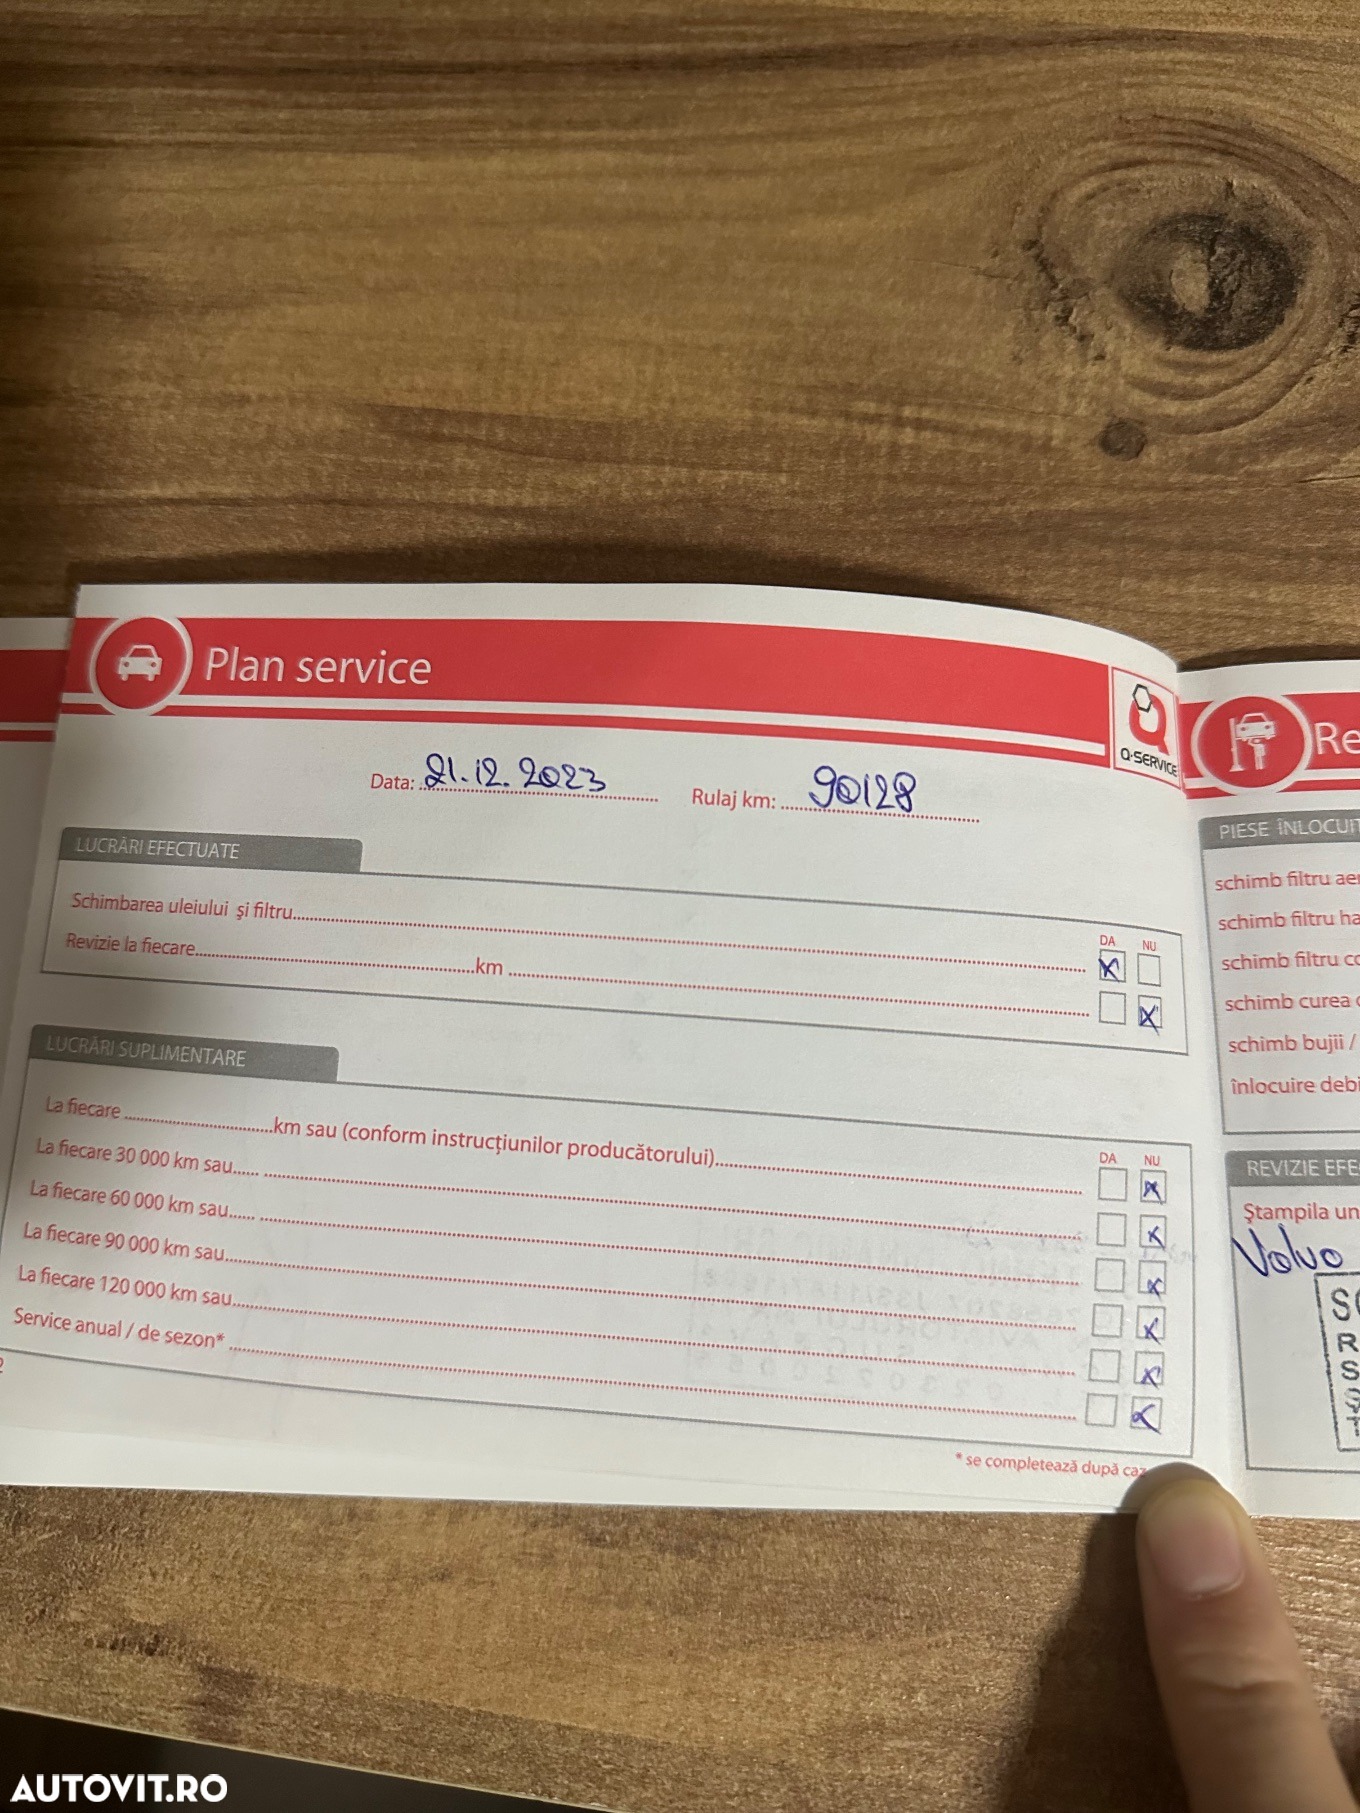 Plan service
Q-SERVICE
Data: 21.12.2023 Rulaj km: 90128
LUCRĂRI EFECTUATE
DA NU
Schimbarea uleiului și filtru
Revizie la fiecare km
LUCRĂRI SUPLIMENTARE
DA NU
La fiecare km sau (conform instrucțiunilor producătorului)
La fiecare 30 000 km sau
La fiecare 60 000 km sau
La fiecare 90 000 km sau
La fiecare 120 000 km sau
Service anual / de sezon*
* se completează după caz
Re
PIESE ÎNLOCUIT
schimb filtru aer
schimb filtru ha
schimb filtru co
schimb curea
schimb bujii /
înlocuire debi
REVIZIE EFE
Ștampila un
Volvo
S
R
S
Ș
T
AUTOVIT.RO